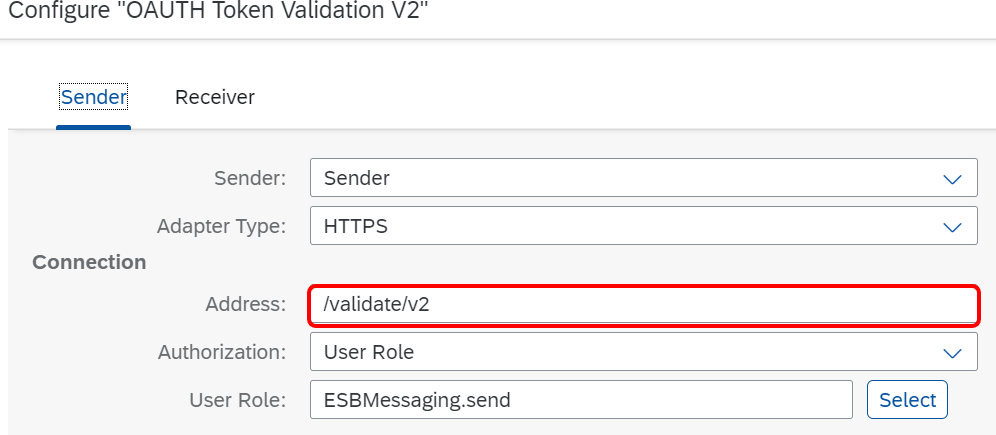 Configure "OAUTH Token Validation V2"
Sender Receiver
Sender: Sender
Adapter Type: HTTPS
Connection
Address: /validate/v2
Authorization: User Role
User Role: ESBMessaging.send Select